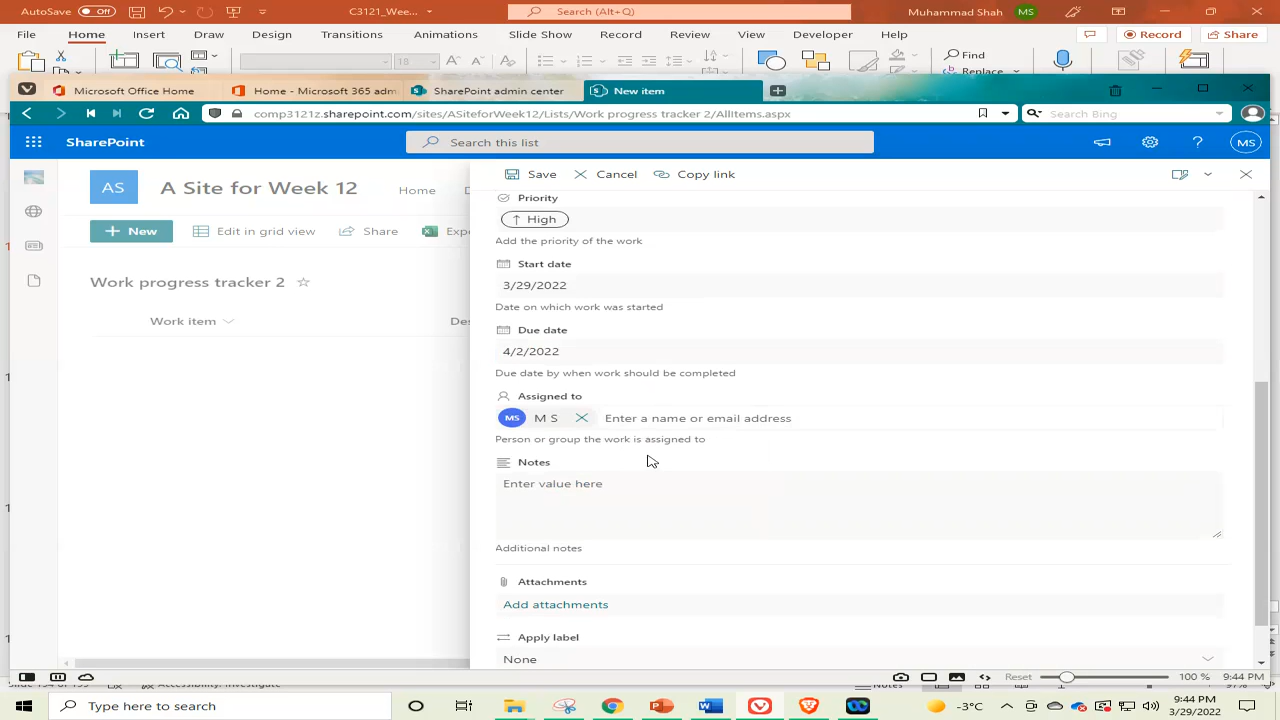 AutoSave Off C3121_Wee... Search (Alt+Q) Muhammad Shah MS
File Home Insert Draw Design Transitions Animations Slide Show Record Review View Developer Help Record Share
18 Find
Replace
Microsoft Office Home Home - Microsoft 365 adm SharePoint admin center New item
comp3121z.sharepoint.com/sites/ASiteforWeek12/Lists/Work progress tracker 2/AllItems.aspx Search Bing
SharePoint Search this list MS
AS A Site for Week 12 Home D
Save Cancel Copy link
New Edit in grid view Share Expo
Work progress tracker 2
Work item Des
Priority
High
Add the priority of the work
Start date
3/29/2022
Date on which work was started
Due date
4/2/2022
Due date by when work should be completed
Assigned to
MS M S Enter a name or email address
Person or group the work is assigned to
Notes
Enter value here
Additional notes
Attachments
Add attachments
Apply label
None
Reset 100 % 9:44 PM
Accessibility: Investigate Notes
Type here to search -3°C 9:44 PM
3/29/2022